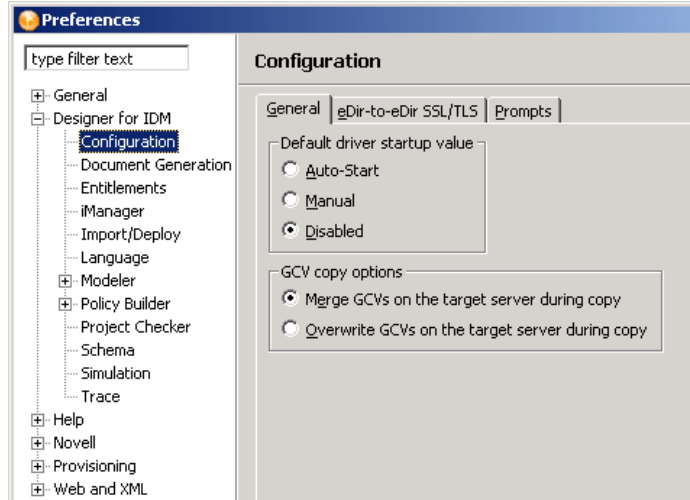 Preferences
type filter text
General
Designer for IDM
Configuration
Document Generation
Entitlements
iManager
Import/Deploy
Language
Modeler
Policy Builder
Project Checker
Schema
Simulation
Trace
Help
Novell
Provisioning
Web and XML
Configuration
General eDir-to-eDir SSL/TLS Prompts
Default driver startup value
Auto-Start
Manual
Disabled
GCV copy options
Merge GCVs on the target server during copy
Overwrite GCVs on the target server during copy